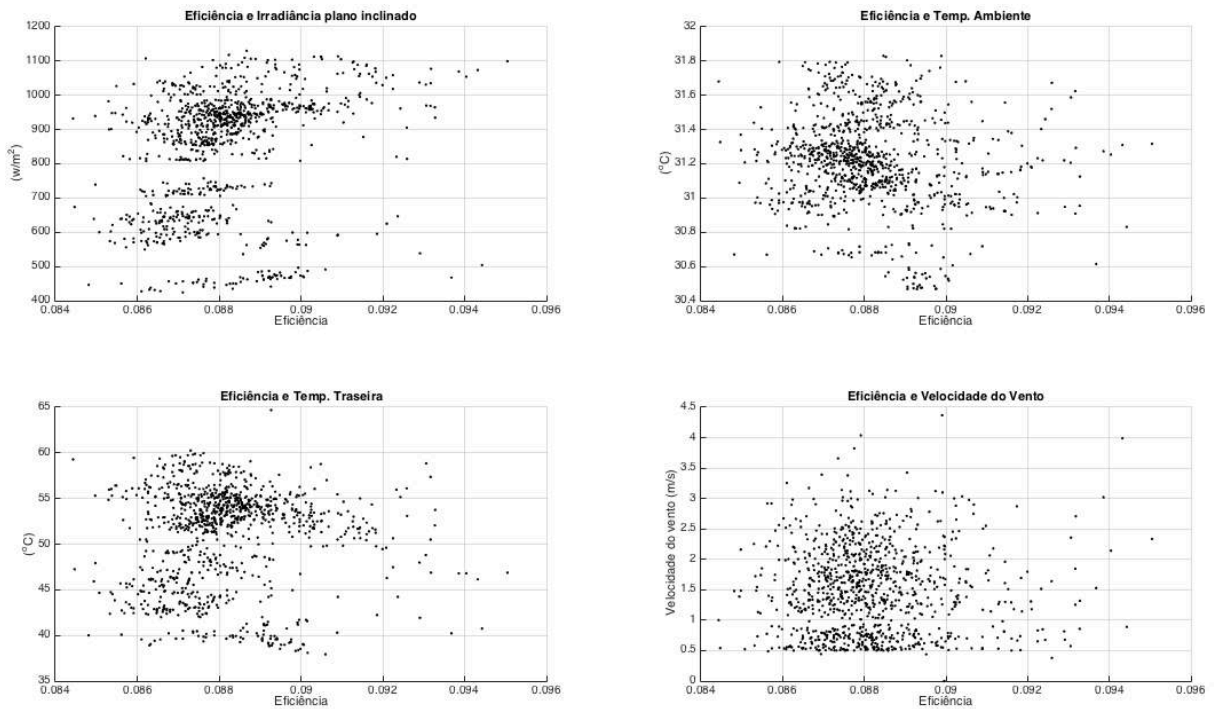 Eficiência e Irradiância plano inclinado
1200
1100
1000
900
800
700
600
500
400
(w/m²)
0.084 0.086 0.088 0.09 0.092 0.094 0.096
Eficiência
Eficiência e Temp. Ambiente
32
31.8
31.6
31.4
31.2
31
30.8
30.6
30.4
(°C)
0.084 0.086 0.088 0.09 0.092 0.094 0.096
Eficiência
Eficiência e Temp. Traseira
65
60
55
50
45
40
35
(°C)
0.084 0.086 0.088 0.09 0.092 0.094 0.096
Eficiência
Eficiência e Velocidade do Vento
4.5
4
3.5
3
2.5
2
1.5
1
0.5
0
Velocidade do vento (m/s)
0.084 0.086 0.088 0.09 0.092 0.094 0.096
Eficiência